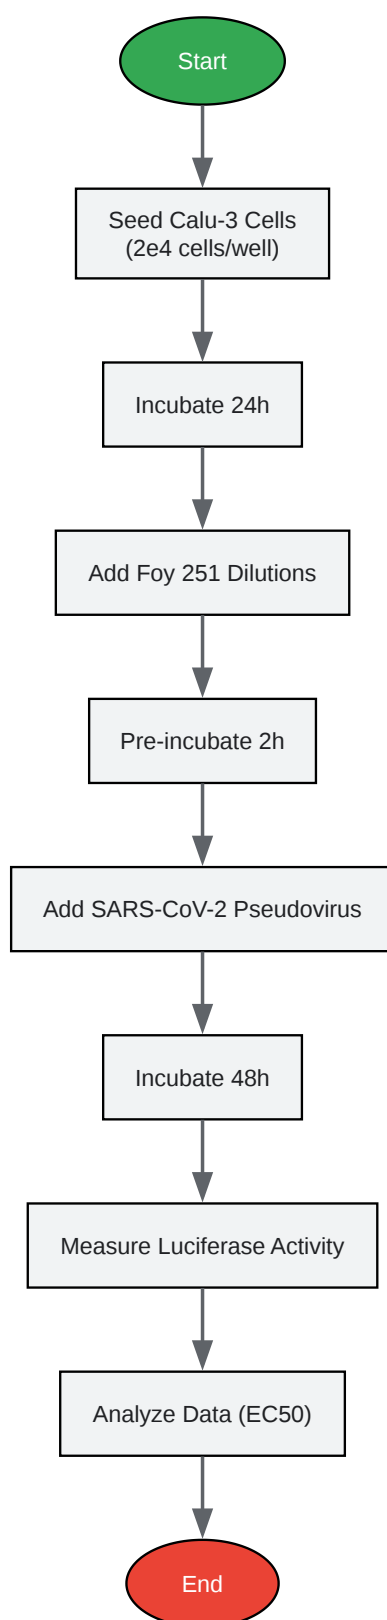 Start
Seed Calu-3 Cells
(2e4 cells/well)
Incubate 24h
Add Foy 251 Dilutions
Pre-incubate 2h
Add SARS-CoV-2 Pseudovirus
Incubate 48h
Measure Luciferase Activity
Analyze Data (EC50)
End